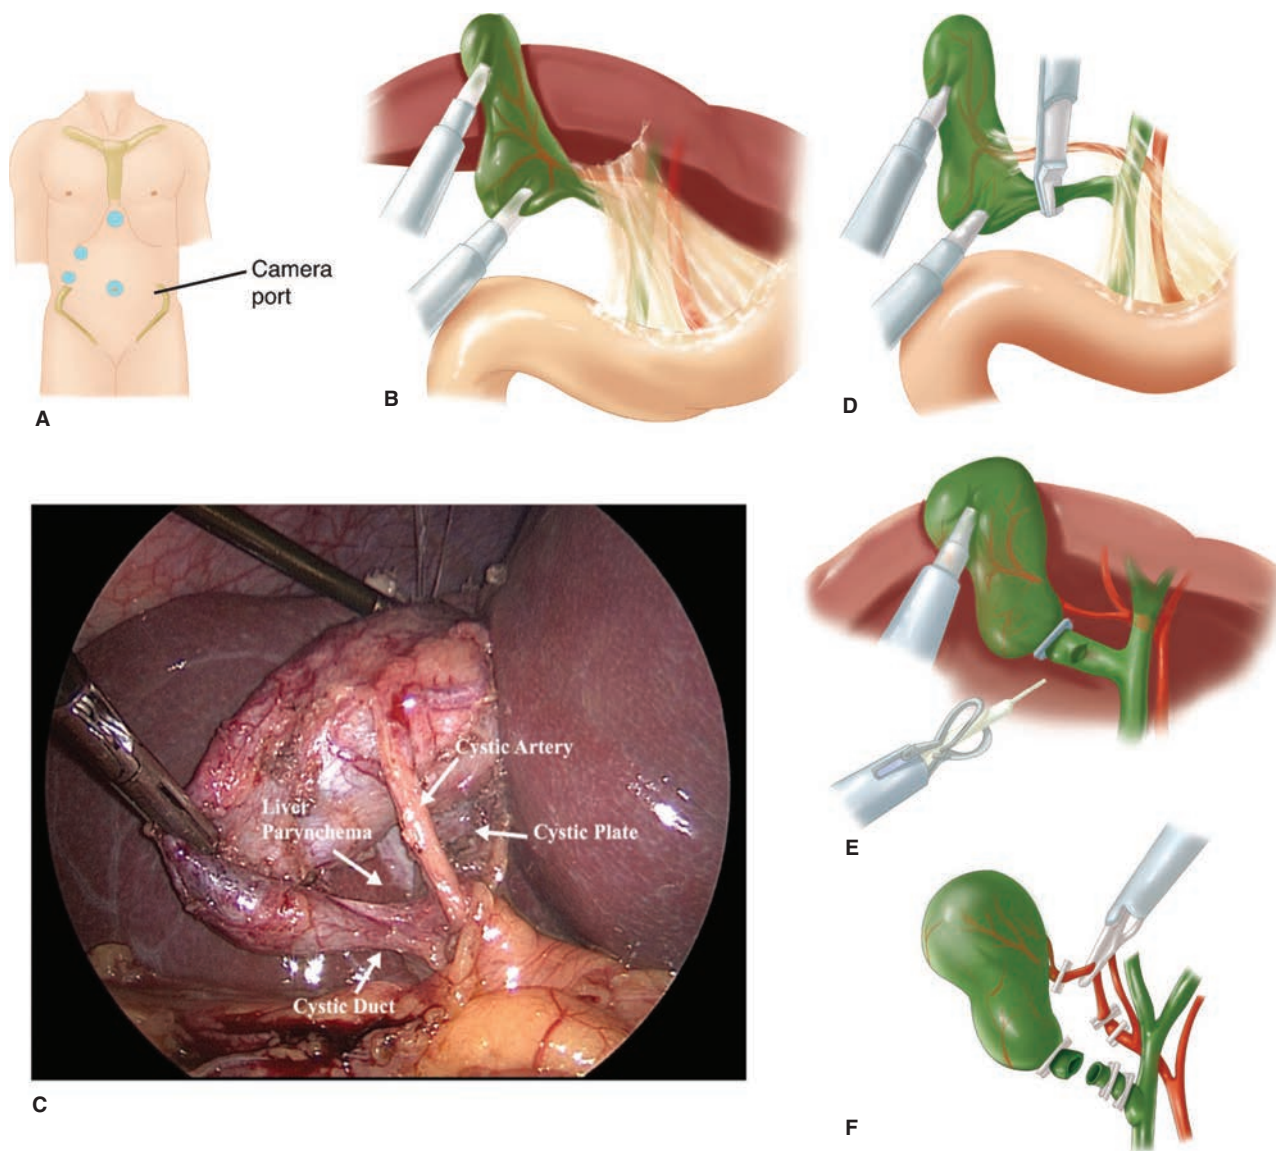 Camera
port
A
B
D
Cystic Artery
Liver
Parynchema
Cystic Plate
Cystic Duct
C
E
F